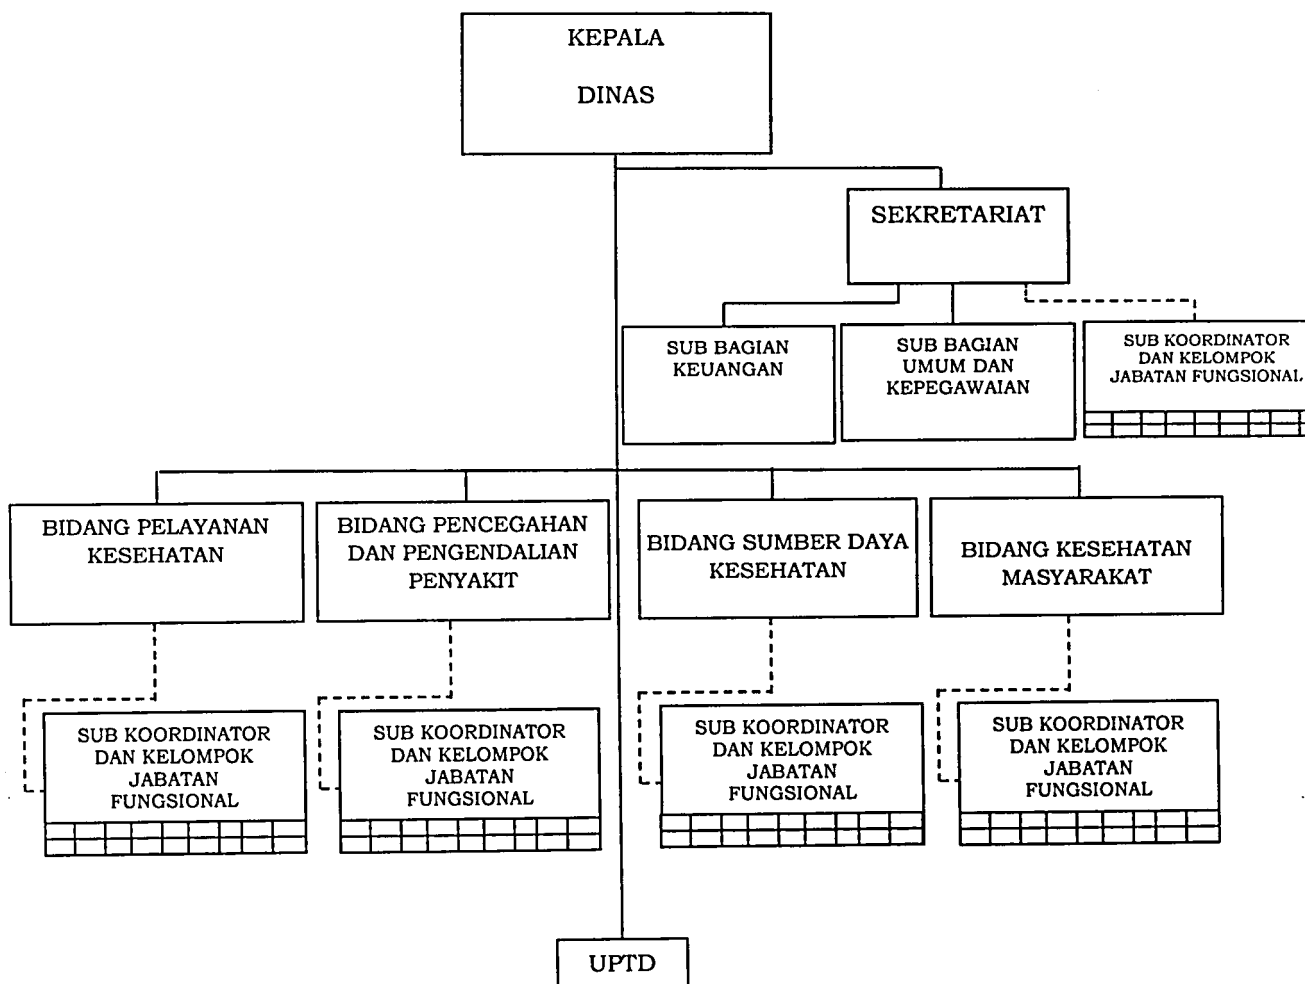 KEPALA
DINAS
SEKRETARIAT
SUB BAGIAN
KEUANGAN
SUB BAGIAN
UMUM DAN
KEPEGAWAIAN
SUB KOORDINATOR
DAN KELOMPOK
JABATAN FUNGSIONAL
BIDANG PELAYANAN
KESEHATAN
BIDANG PENCEGAHAN
DAN PENGENDALIAN
PENYAKIT
BIDANG SUMBER DAYA
KESEHATAN
BIDANG KESEHATAN
MASYARAKAT
SUB KOORDINATOR
DAN KELOMPOK
JABATAN
FUNGSIONAL
SUB KOORDINATOR
DAN KELOMPOK
JABATAN
FUNGSIONAL
SUB KOORDINATOR
DAN KELOMPOK
JABATAN
FUNGSIONAL
SUB KOORDINATOR
DAN KELOMPOK
JABATAN
FUNGSIONAL
UPTD